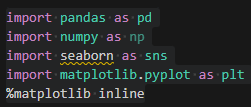 import pandas as pd
import numpy as np
import seaborn as sns
import matplotlib.pyplot as plt
%matplotlib inline